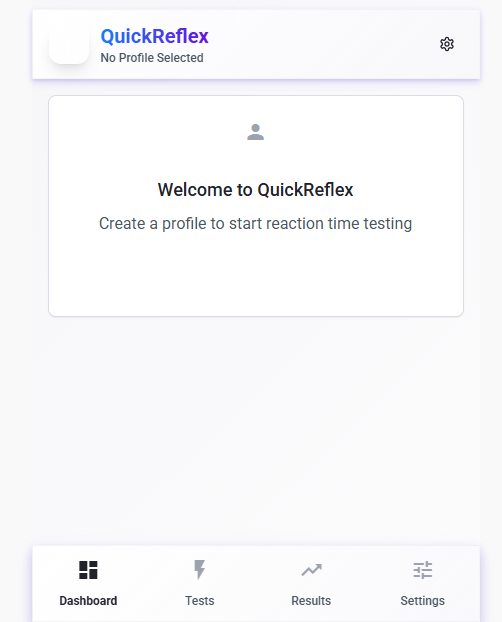 QuickReflex
No Profile Selected
Welcome to QuickReflex
Create a profile to start reaction time testing
Dashboard
Tests
Results
Settings